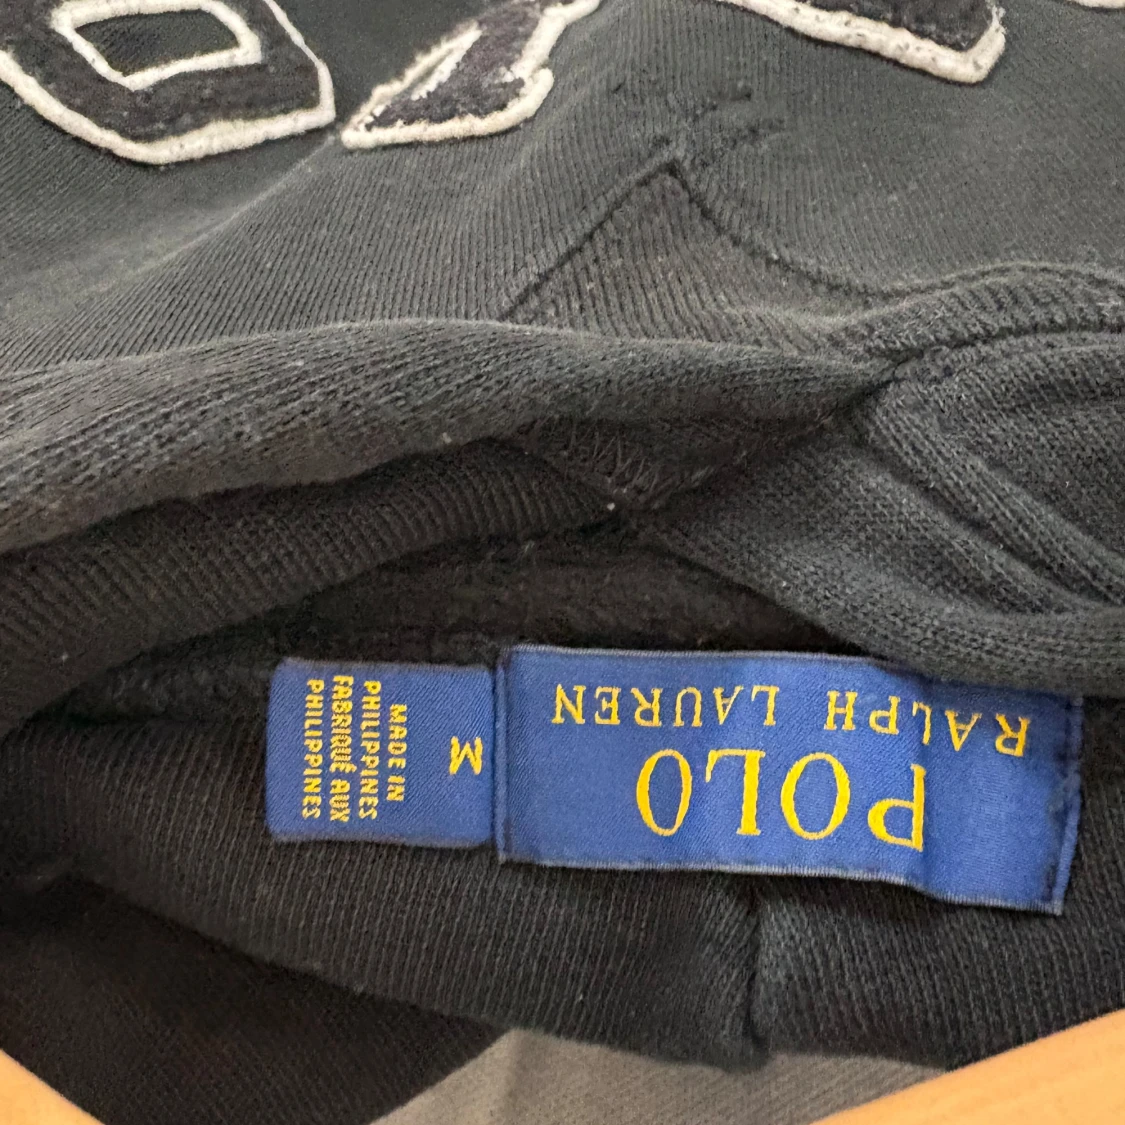 POLO
RALPH LAUREN
M
MADE IN
PHILIPPINES
FABRIQUÉ AUX
PHILIPPINES